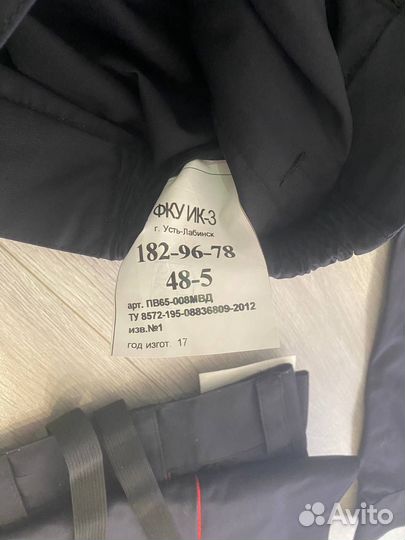 ФКУ ИК-3
г. Усть-Лабинск
182-96-78
48-5
арт. ПВ65-008МВД
ТУ 8572-195-08836809-2012
изв.№1
год изгот. 17
Avito